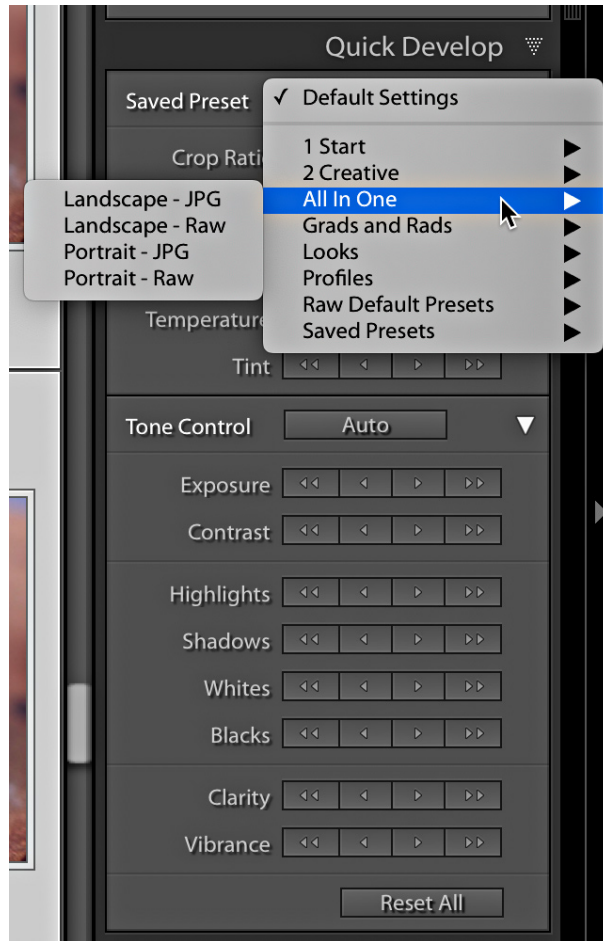 Quick Develop
Saved Preset
✓ Default Settings
Crop Rati
1 Start
2 Creative
All In One
Grads and Rads
Looks
Profiles
Raw Default Presets
Saved Presets
Landscape - JPG
Landscape - Raw
Portrait - JPG
Portrait - Raw
Temperature
Tint
Tone Control
Auto
Exposure
Contrast
Highlights
Shadows
Whites
Blacks
Clarity
Vibrance
Reset All